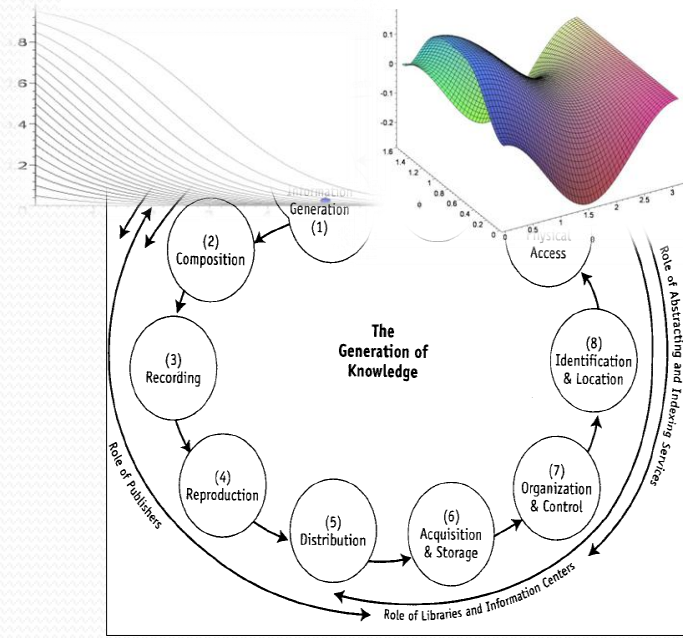 .8
.6
.4
.2
0.1
0
-0.1
-0.2
1.6
1.4
1.2
1
0.8
0.6
0.4
0.2
0
0
0.5
1
1.5
2
2.5
3
Information
Generation
(1)
(2)
Composition
(3)
Recording
(4)
Reproduction
(5)
Distribution
(6)
Acquisition
& Storage
(7)
Organization
& Control
(8)
Identification
& Location
Physical
Access
The
Generation of
Knowledge
Role of Publishers
Role of Libraries and Information Centers
Role of Abstracting and Indexing Services